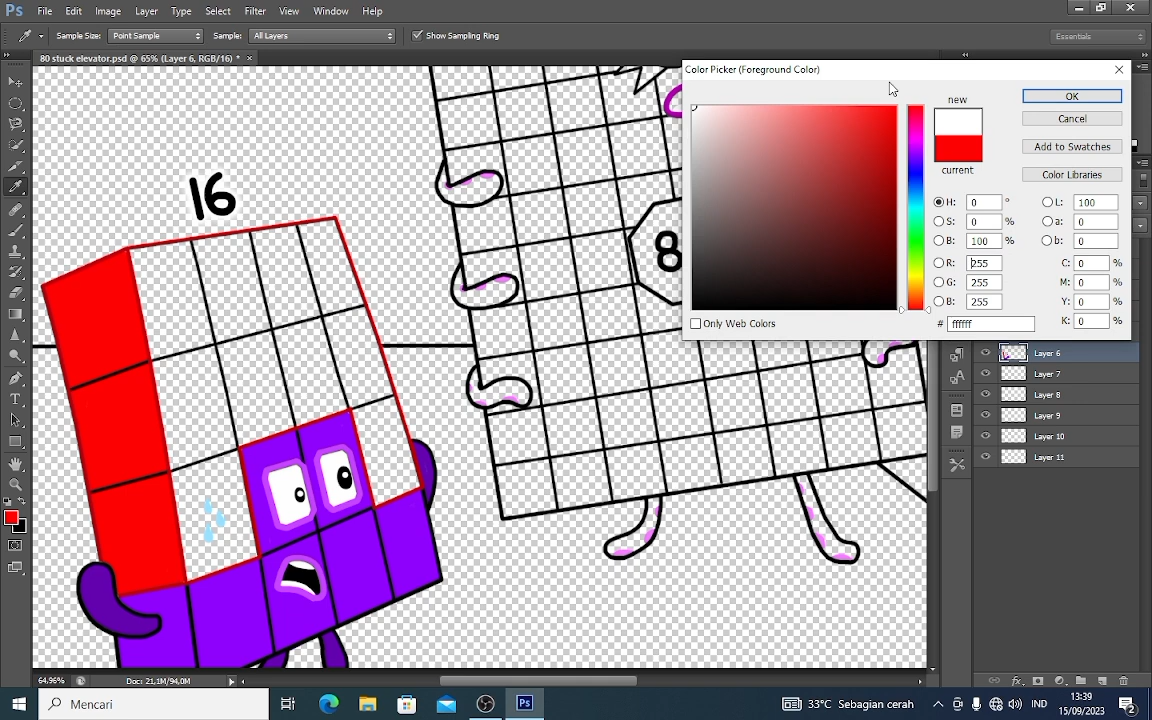 Ps File Edit Image Layer Type Select Filter View Window Help
Sample Size: Point Sample Sample: All Layers Show Sampling Ring Essentials
80 stuck elevator.psd @ 65% (Layer 6, RGB/16) * ×
Color Picker (Foreground Color)
new
current
OK
Cancel
Add to Swatches
Color Libraries
H: 0 ° L: 100
S: 0 % a: 0
B: 100 % b: 0
R: 255 C: 0 %
G: 255 M: 0 %
B: 255 Y: 0 %
# ffffff K: 0 %
Only Web Colors
16
8
Layer 6
Layer 7
Layer 8
Layer 9
Layer 10
Layer 11
64.96% Doc: 21,1M/94,0M
Mencari
33°C Sebagian cerah
IND
13:39
15/09/2023
2